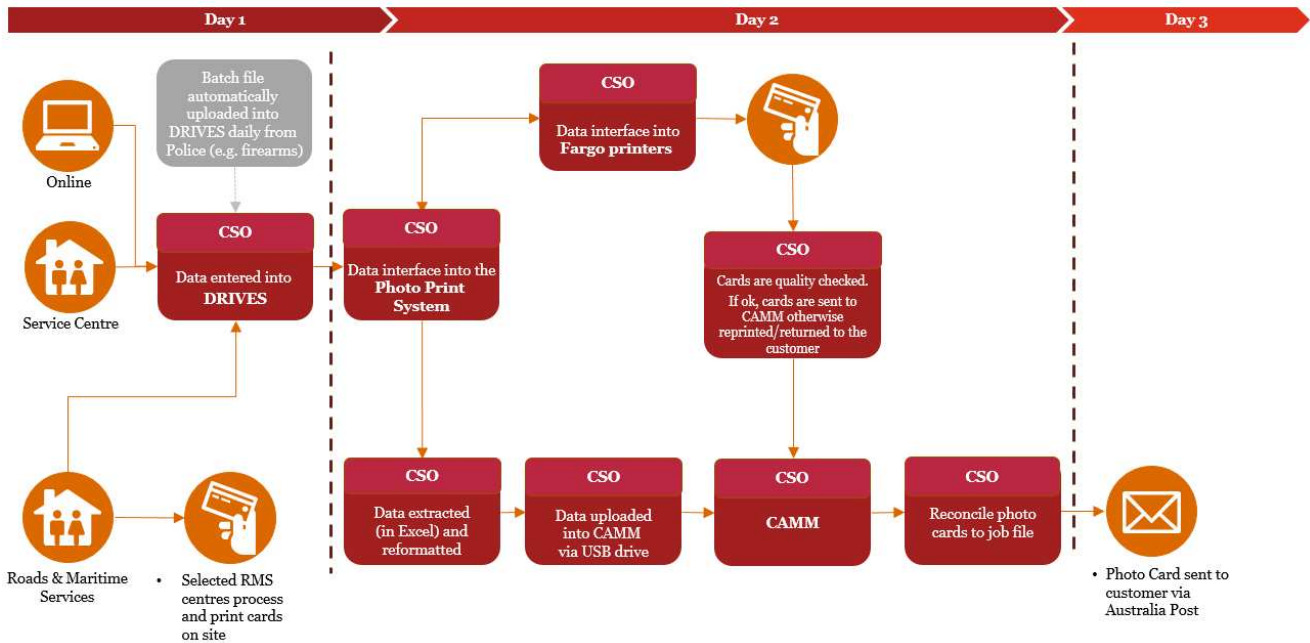 Day 1
Day 2
Day 3
Batch file
automatically
uploaded into
DRIVES daily from
Police (e.g. firearms)
Online
Service Centre
CSO
Data entered into
DRIVES
CSO
Data interface into the
Photo Print
System
CSO
Data interface into
Fargo printers
CSO
Cards are quality checked.
If ok, cards are sent to
CAMM otherwise
reprinted/returned to the
customer
Roads & Maritime
Services
• Selected RMS
centres process
and print cards
on site
CSO
Data extracted
(in Excel) and
reformatted
CSO
Data uploaded
into CAMM
via USB drive
CSO
CAMM
CSO
Reconcile photo
cards to job file
• Photo Card sent to
customer via
Australia Post